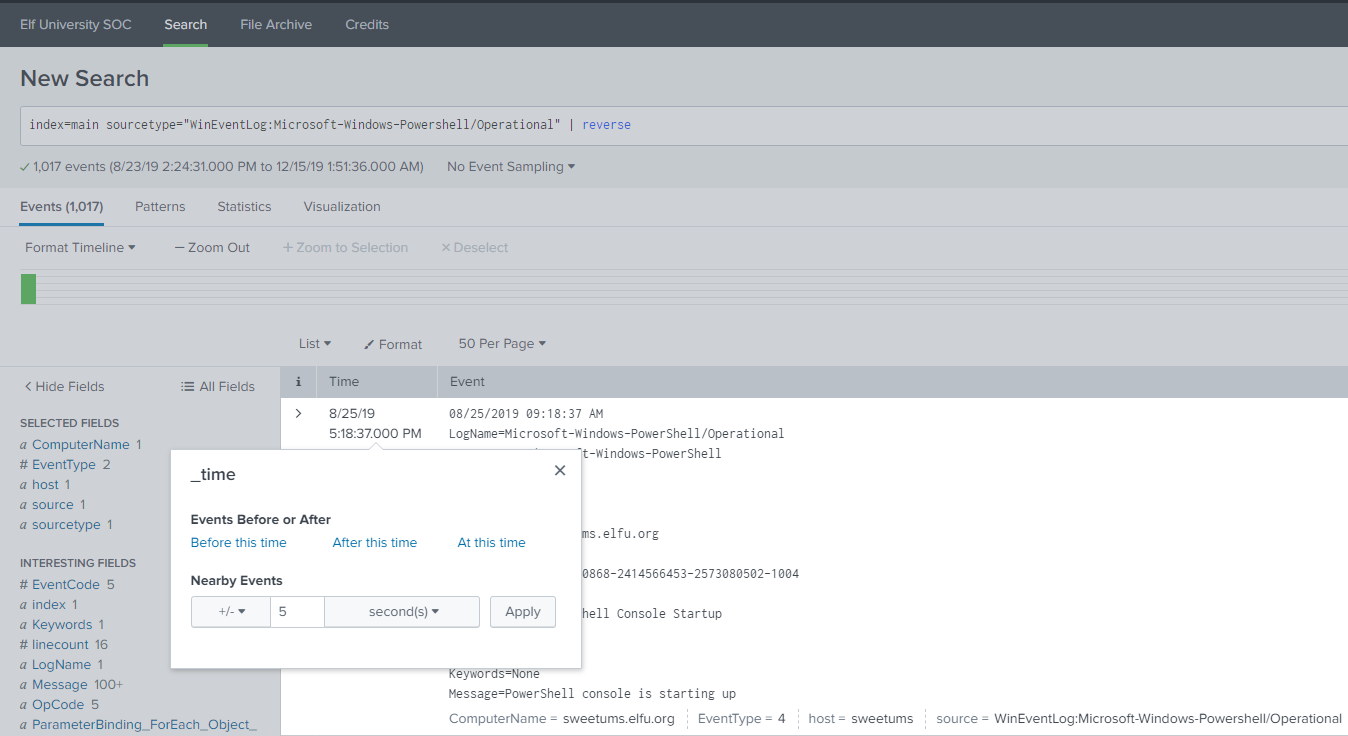 Elf University SOC Search File Archive Credits
New Search
index=main sourcetype="WinEventLog:Microsoft-Windows-Powershell/Operational" | reverse
✓ 1,017 events (8/23/19 2:24:31.000 PM to 12/15/19 1:51:36.000 AM) No Event Sampling
Events (1,017) Patterns Statistics Visualization
Format Timeline — Zoom Out + Zoom to Selection × Deselect
List Format 50 Per Page
< Hide Fields All Fields
i Time Event
SELECTED FIELDS
a ComputerName 1
# EventType 2
a host 1
a source 1
a sourcetype 1
INTERESTING FIELDS
# EventCode 5
a index 1
a Keywords 1
# linecount 16
a LogName 1
a Message 100+
a OpCode 5
a ParameterBinding_ForEach_Object_
> 8/25/19
5:18:37.000 PM
08/25/2019 09:18:37 AM
LogName=Microsoft-Windows-PowerShell/Operational
t-Windows-PowerShell
ms.elfu.org
0868-2414566453-2573080502-1004
hell Console Startup
Keywords=None
Message=PowerShell console is starting up
ComputerName = sweetums.elfu.org EventType = 4 host = sweetums source = WinEventLog:Microsoft-Windows-Powershell/Operational
_time ×
Events Before or After
Before this time After this time At this time
Nearby Events
+/- 5 second(s) Apply